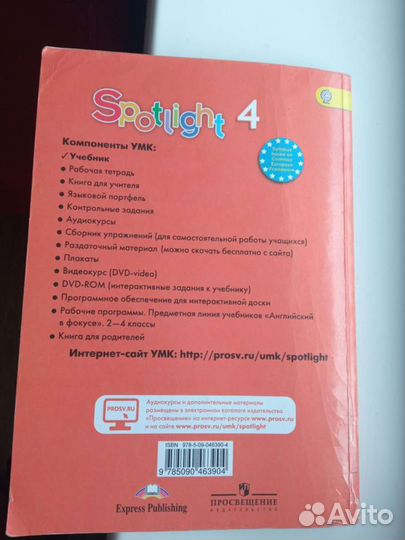 Spotlight 4
Компоненты УМК:
✓ Учебник
• Рабочая тетрадь
• Книга для учителя
• Языковой портфель
• Контрольные задания
• Аудиокурсы
• Сборник упражнений (для самостоятельной работы учащихся)
• Раздаточный материал (можно скачать бесплатно с сайта)
• Плакаты
• Видеокурс (DVD-video)
• DVD-ROM (интерактивные задания к учебнику)
• Программное обеспечение для интерактивной доски
• Рабочие программы. Предметная линия учебников «Английский
в фокусе». 2—4 классы
• Книга для родителей
Интернет-сайт УМК: http://prosv.ru/umk/spotlight
PROSV.RU
Аудиокурсы и дополнительные материалы
размещены в электронном каталоге издательства
«Просвещение» на интернет-ресурсе www.prosv.ru
и на сайте www.prosv.ru/umk/spotlight
ISBN 978-5-09-046390-4
9 785090 463904
Express Publishing
ПРОСВЕЩЕНИЕ
ИЗДАТЕЛЬСТВО
Avito